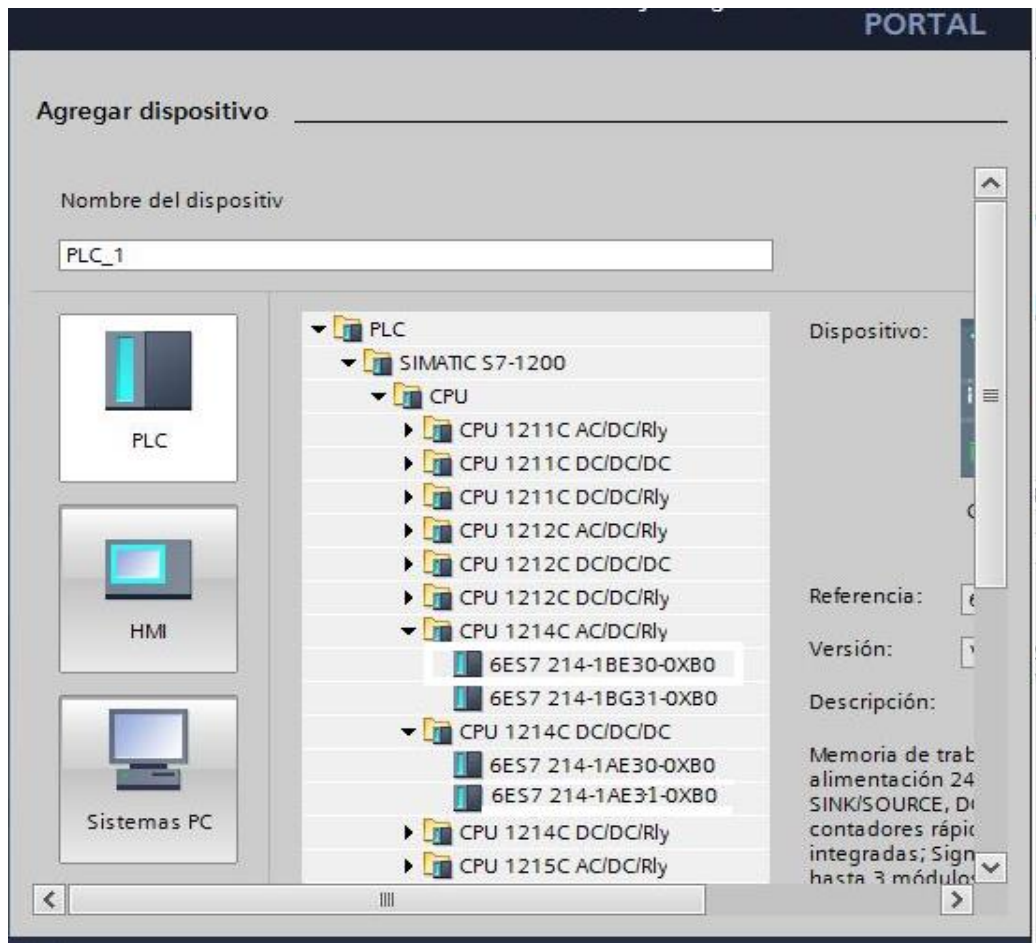 PORTAL
Agregar dispositivo
Nombre del dispositiv
PLC_1
PLC
HMI
Sistemas PC
PLC
SIMATIC S7-1200
CPU
CPU 1211C AC/DC/Rly
CPU 1211C DC/DC/DC
CPU 1211C DC/DC/Rly
CPU 1212C AC/DC/Rly
CPU 1212C DC/DC/DC
CPU 1212C DC/DC/Rly
CPU 1214C AC/DC/Rly
6ES7 214-1BE30-0XB0
6ES7 214-1BG31-0XB0
CPU 1214C DC/DC/DC
6ES7 214-1AE30-0XB0
6ES7 214-1AE31-0XB0
CPU 1214C DC/DC/Rly
CPU 1215C AC/DC/Rly
Dispositivo:
Referencia:
Versión:
Descripción:
Memoria de trab
alimentación 24
SINK/SOURCE,
contadores rápic
integradas; Sign
hasta 3 módulos